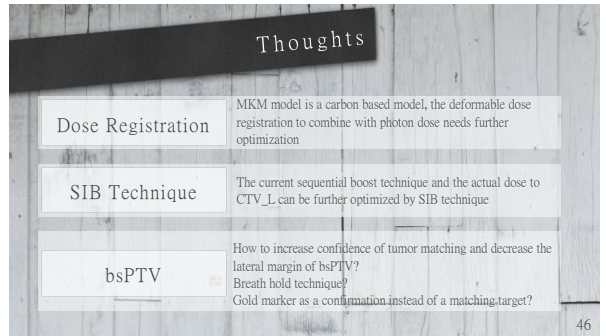 Thoughts
Dose Registration
MKM model is a carbon based model, the deformable dose
registration to combine with photon dose needs further
optimization
SIB Technique
The current sequential boost technique and the actual dose to
CTV_L can be further optimized by SIB technique
bsPTV
How to increase confidence of tumor matching and decrease the
lateral margin of bsPTV?
Breath hold technique?
Gold marker as a confirmation instead of a matching target?
46